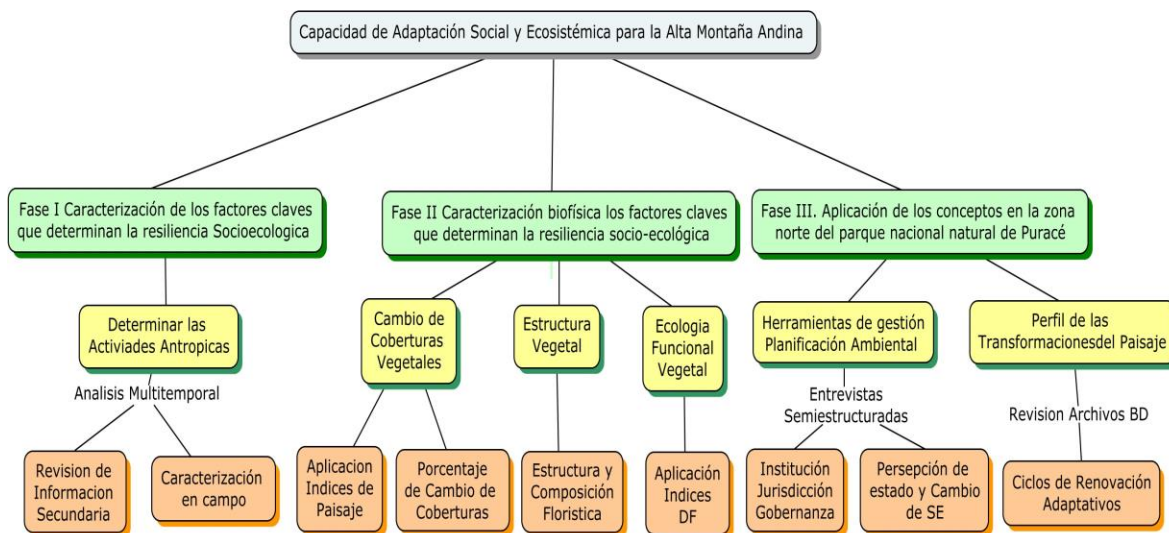 Capacidad de Adaptación Social y Ecosistémica para la Alta Montaña Andina
Fase I Caracterización de los factores claves
que determinan la resiliencia Socioecologica
Fase II Caracterización biofísica los factores claves
que determinan la resiliencia socio-ecológica
Fase III. Aplicación de los conceptos en la zona
norte del parque nacional natural de Puracé
Determinar las
Activiades Antropicas
Cambio de
Coberturas
Vegetales
Estructura
Vegetal
Ecologia
Funcional
Vegetal
Herramientas de gestión
Planificación Ambiental
Perfil de las
Transformacionesdel Paisaje
Analisis Multitemporal
Entrevistas
Semiestructuradas
Revision Archivos BD
Revision de
Informacion
Secundaria
Caracterización
en campo
Aplicacion
Indices de
Paisaje
Porcentaje
de Cambio de
Coberturas
Estructura y
Composición
Floristica
Aplicación
Indices
DF
Institución
Jurisdicción
Gobernanza
Persepción de
estado y Cambio
de SE
Ciclos de Renovación
Adaptativos